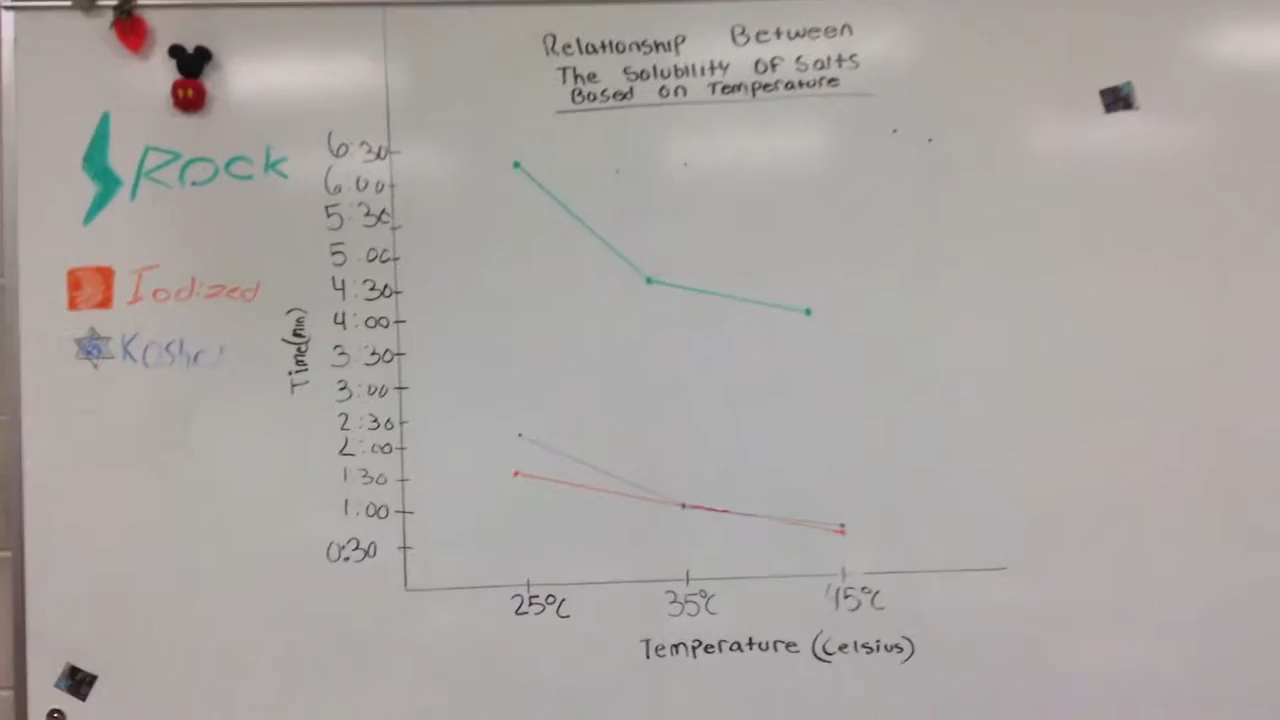 Relationship Between
The Solubility Of Salts
Based on Temperature
Rock
Iodized
Kosher
Time(min)
6:30
6:00
5:30
5:00
4:30
4:00
3:30
3:00
2:30
2:00
1:30
1:00
0:30
25°C 35°C 45°C
Temperature (Celsius)